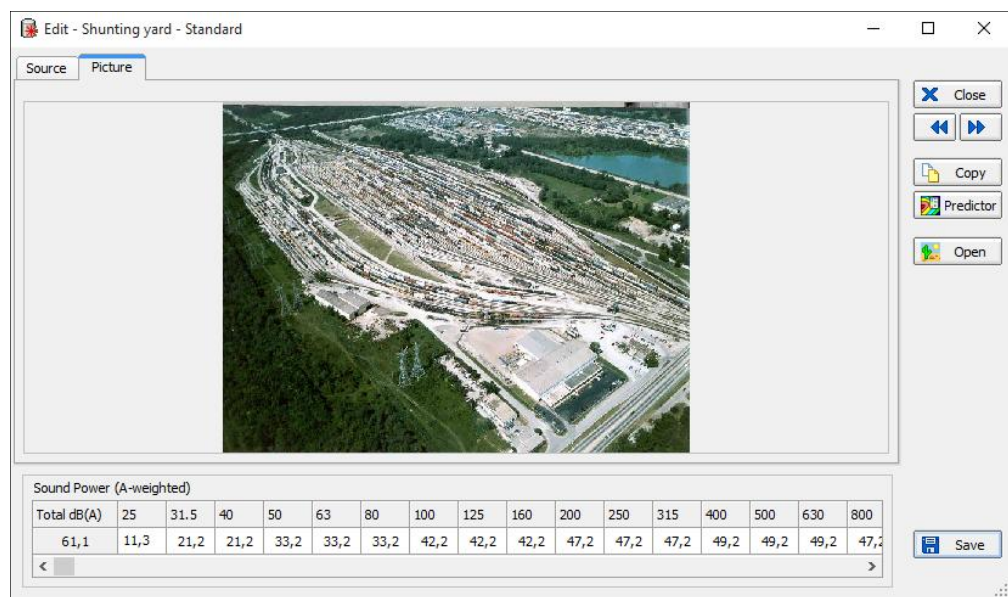 Edit - Shunting yard - Standard
Source Picture
Close
Copy
Predictor
Open
Sound Power (A-weighted)
Total dB(A) 25 31.5 40 50 63 80 100 125 160 200 250 315 400 500 630 800
61,1 11,3 21,2 21,2 33,2 33,2 33,2 42,2 42,2 42,2 47,2 47,2 47,2 49,2 49,2 49,2 47,2
Save